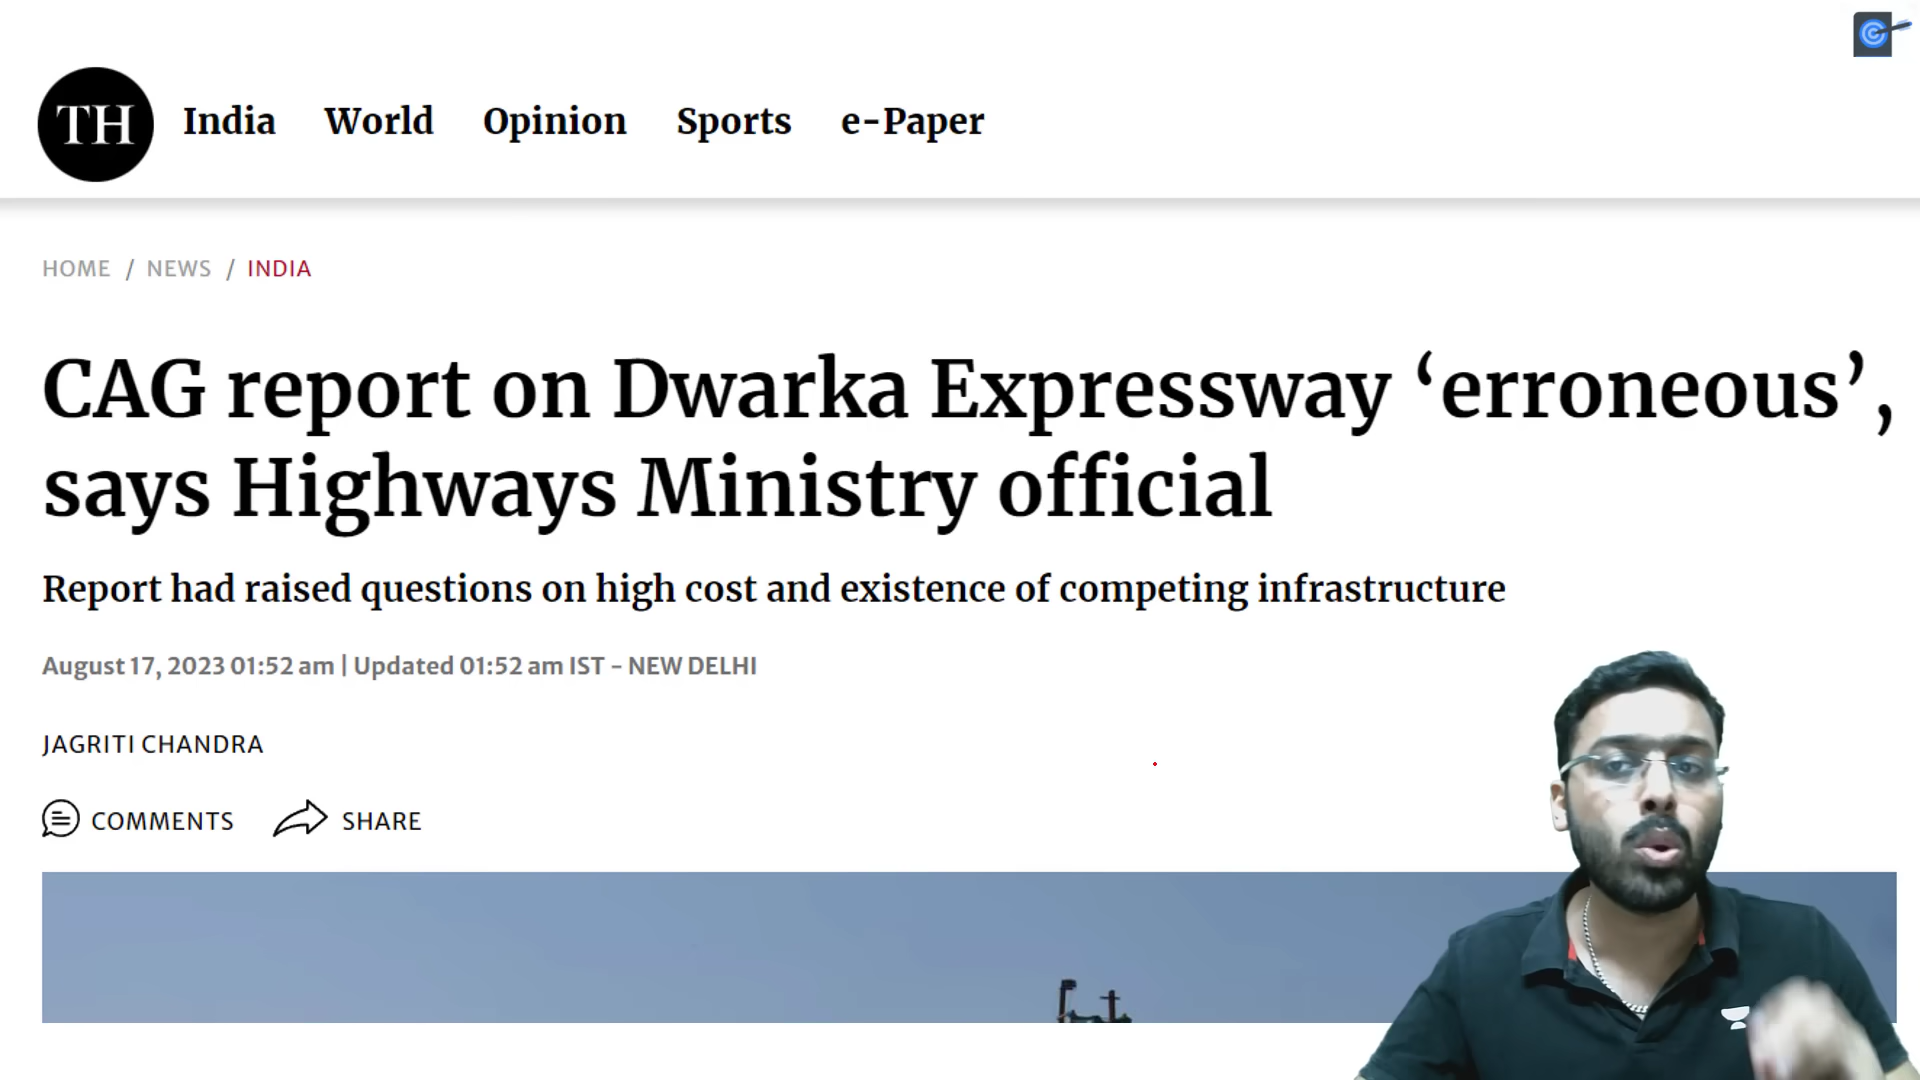 TH
India World Opinion Sports e-Paper
HOME / NEWS / INDIA
CAG report on Dwarka Expressway ‘erroneous’,
says Highways Ministry official
Report had raised questions on high cost and existence of competing infrastructure
August 17, 2023 01:52 am | Updated 01:52 am IST - NEW DELHI
JAGRITI CHANDRA
COMMENTS SHARE